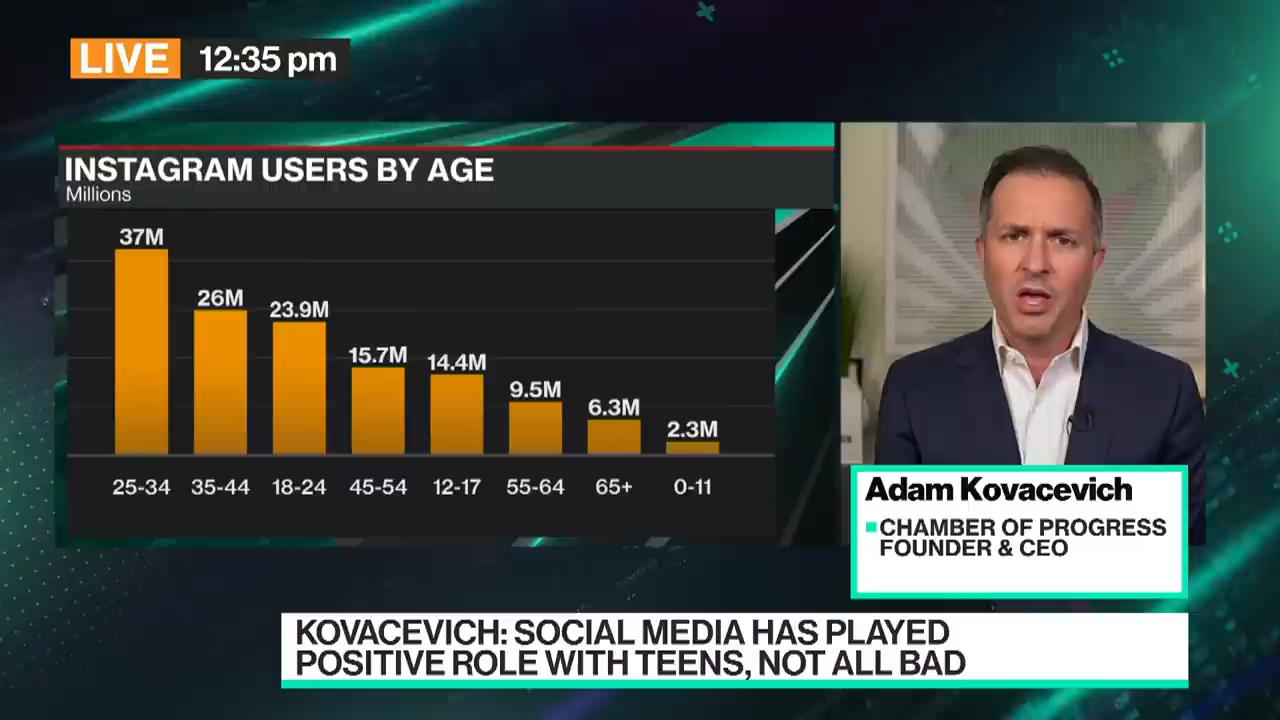 LIVE 12:35 pm
INSTAGRAM USERS BY AGE
Millions
37M
26M
23.9M
15.7M
14.4M
9.5M
6.3M
2.3M
25-34 35-44 18-24 45-54 12-17 55-64 65+ 0-11
Adam Kovacevich
CHAMBER OF PROGRESS
FOUNDER & CEO
KOVACEVICH: SOCIAL MEDIA HAS PLAYED
POSITIVE ROLE WITH TEENS, NOT ALL BAD